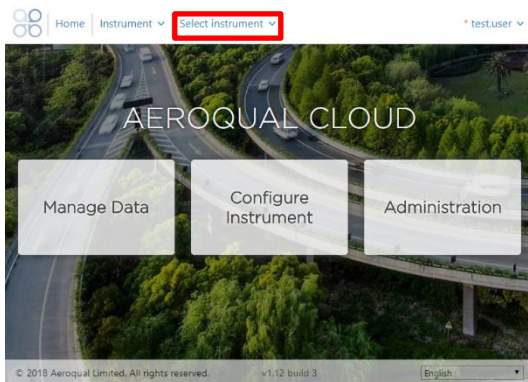 Home Instrument Select instrument * test.user
AEROQUAL CLOUD
Manage Data
Configure
Instrument
Administration
© 2018 Aeroqual Limited. All rights reserved. v1.12 build 3 English